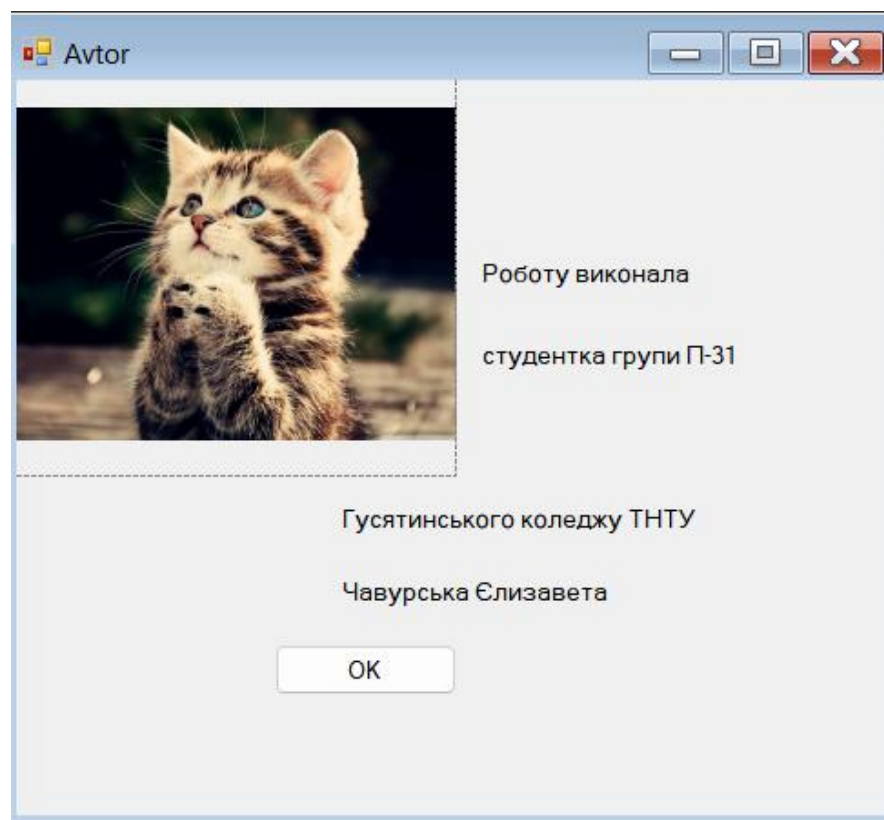 Avtor
Роботу виконала
студентка групи П-31
Гусятинського коледжу ТНТУ
Чавурська Єлизавета
OK